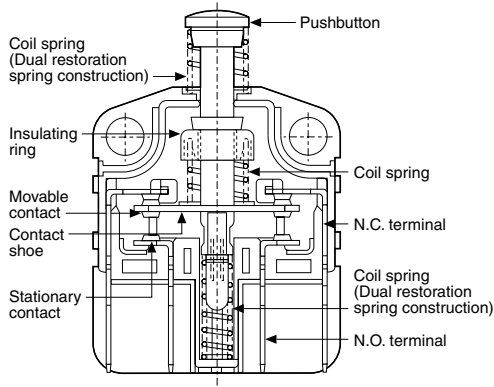 Pushbutton
Coil spring
(Dual restoration
spring construction)
Insulating
ring
Coil spring
Movable
contact
N.C. terminal
Contact
shoe
Coil spring
(Dual restoration
spring construction)
Stationary
contact
N.O. terminal